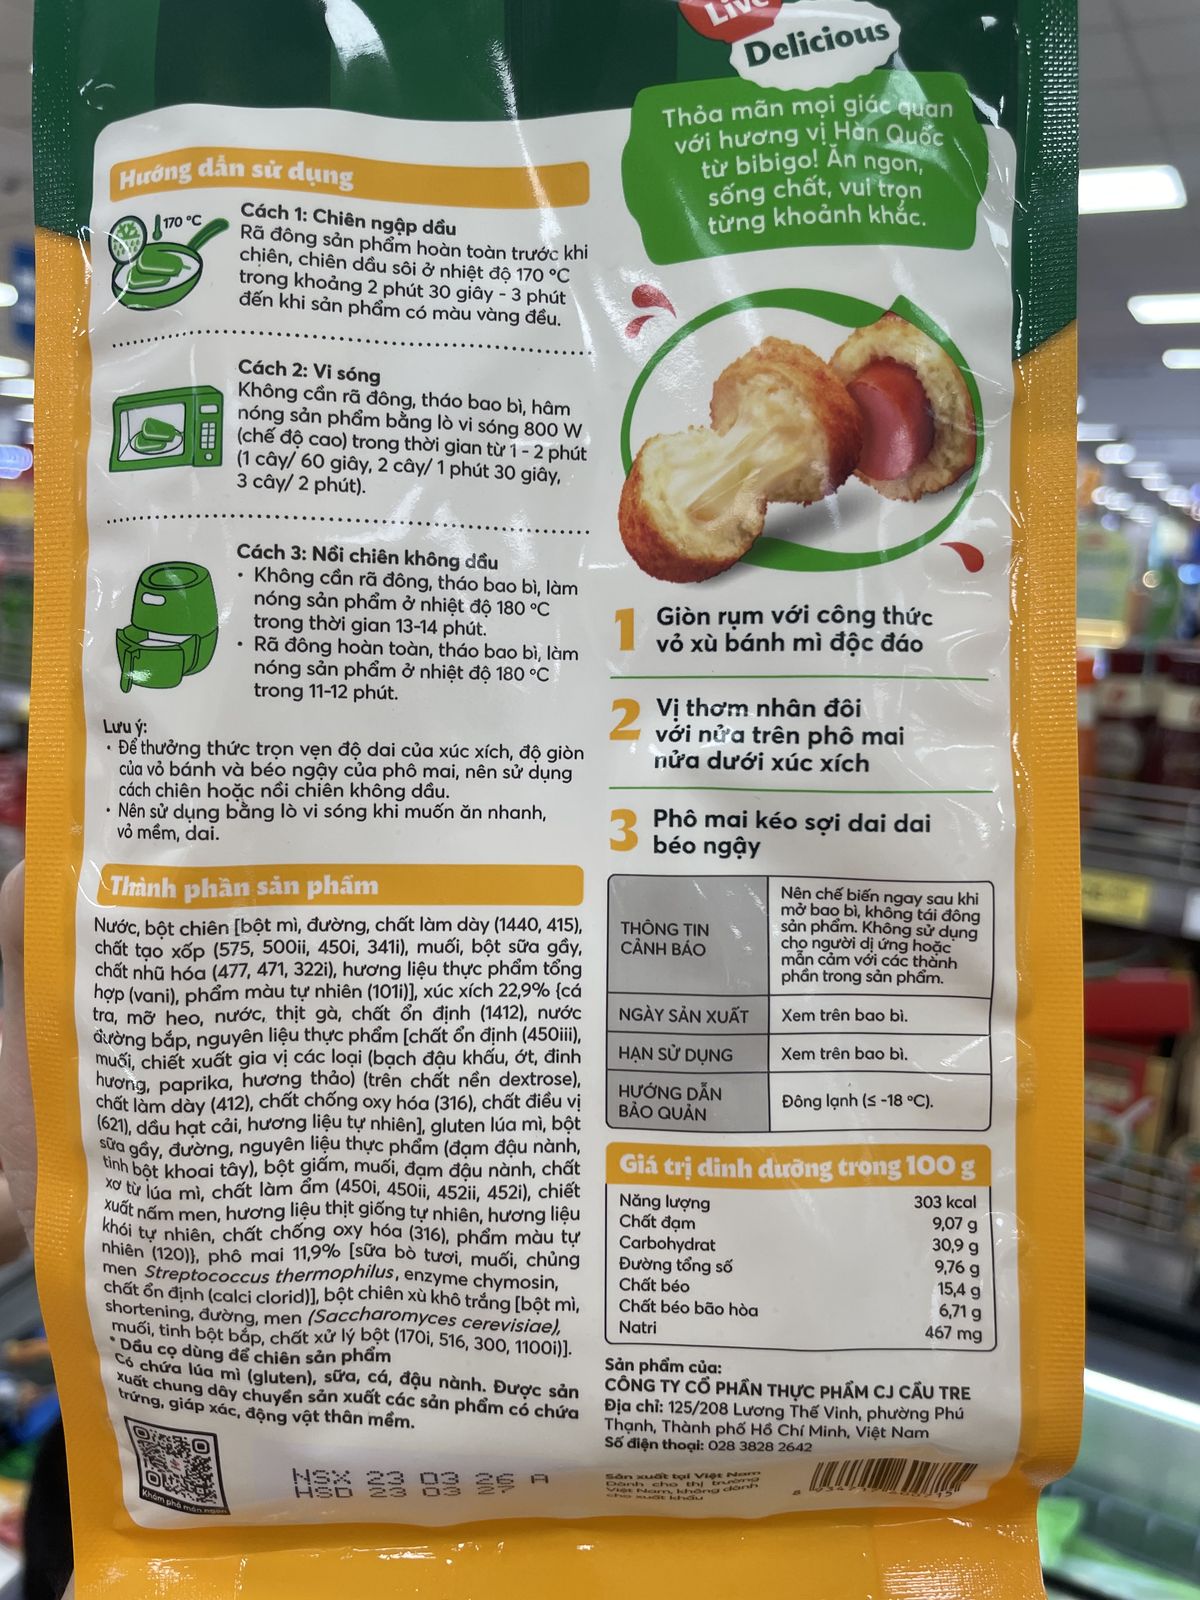 Live
Delicious
Thỏa mãn mọi giác quan
với hương vị Hàn Quốc
từ bibigo! Ăn ngon,
sống chất, vui trọn
từng khoảnh khắc.
Hướng dẫn sử dụng
170 °C
Cách 1: Chiên ngập dầu
Rã đông sản phẩm hoàn toàn trước khi
chiên, chiên dầu sôi ở nhiệt độ 170 °C
trong khoảng 2 phút 30 giây - 3 phút
đến khi sản phẩm có màu vàng đều.
Cách 2: Vi sóng
Không cần rã đông, tháo bao bì, hâm
nóng sản phẩm bằng lò vi sóng 800 W
(chế độ cao) trong thời gian từ 1 - 2 phút
(1 cây/ 60 giây, 2 cây/ 1 phút 30 giây,
3 cây/ 2 phút).
Cách 3: Nồi chiên không dầu
• Không cần rã đông, tháo bao bì, làm
nóng sản phẩm ở nhiệt độ 180 °C
trong thời gian 13-14 phút.
• Rã đông hoàn toàn, tháo bao bì, làm
nóng sản phẩm ở nhiệt độ 180 °C
trong 11-12 phút.
Lưu ý:
• Để thưởng thức trọn vẹn độ dai của xúc xích, độ giòn
của vỏ bánh và béo ngậy của phô mai, nên sử dụng
cách chiên hoặc nồi chiên không dầu.
• Nên sử dụng bằng lò vi sóng khi muốn ăn nhanh,
vỏ mềm, dai.
Thành phần sản phẩm
Nước, bột chiên [bột mì, đường, chất làm dày (1440, 415),
chất tạo xốp (575, 500ii, 450i, 341i), muối, bột sữa gầy,
chất nhũ hóa (477, 471, 322i), hương liệu thực phẩm tổng
hợp (vani), phẩm màu tự nhiên (101i)], xúc xích 22,9% {cá
tra, mỡ heo, nước, thịt gà, chất ổn định (1412), nước
đường bắp, nguyên liệu thực phẩm [chất ổn định (450iii),
muối, chiết xuất gia vị các loại (bạch đậu khấu, ớt, đinh
hương, paprika, hương thảo) (trên chất nền dextrose),
chất làm dày (412), chất chống oxy hóa (316), chất điều vị
(621), dầu hạt cải, hương liệu tự nhiên], gluten lúa mì, bột
sữa gầy, đường, nguyên liệu thực phẩm (đạm đậu nành,
tinh bột khoai tây), bột giấm, muối, đạm đậu nành, chất
xơ từ lúa mì, chất làm ẩm (450i, 450ii, 452ii, 452i), chiết
xuất nấm men, hương liệu thịt giống tự nhiên, hương liệu
khói tự nhiên, chất chống oxy hóa (316), phẩm màu tự
nhiên (120)}, phô mai 11,9% [sữa bò tươi, muối, chủng
men Streptococcus thermophilus, enzyme chymosin,
chất ổn định (calci clorid)], bột chiên xù khô trắng [bột mì,
shortening, đường, men (Saccharomyces cerevisiae),
muối, tinh bột bắp, chất xử lý bột (170i, 516, 300, 1100i)].
* Dầu cọ dùng để chiên sản phẩm
Có chứa lúa mì (gluten), sữa, cá, đậu nành. Được sản
xuất chung dây chuyền sản xuất các sản phẩm có chứa
trứng, giáp xác, động vật thân mềm.
Khám phá món ngon
NSX 23 03 26 A
HSD 23 03 27
1 Giòn rụm với công thức
vỏ xù bánh mì độc đáo
2 Vị thơm nhân đôi
với nửa trên phô mai
nửa dưới xúc xích
3 Phô mai kéo sợi dai dai
béo ngậy
THÔNG TIN
CẢNH BÁO
Nên chế biến ngay sau khi
mở bao bì, không tái đông
sản phẩm. Không sử dụng
cho người dị ứng hoặc
mẫn cảm với các thành
phần trong sản phẩm.
NGÀY SẢN XUẤT Xem trên bao bì.
HẠN SỬ DỤNG Xem trên bao bì.
HƯỚNG DẪN
BẢO QUẢN
Đông lạnh (≤ -18 °C).
Giá trị dinh dưỡng trong 100 g
Năng lượng 303 kcal
Chất đạm 9,07 g
Carbohydrat 30,9 g
Đường tổng số 9,76 g
Chất béo 15,4 g
Chất béo bão hòa 6,71 g
Natri 467 mg
Sản phẩm của:
CÔNG TY CỔ PHẦN THỰC PHẨM CJ CẦU TRE
Địa chỉ: 125/208 Lương Thế Vinh, phường Phú
Thạnh, Thành phố Hồ Chí Minh, Việt Nam
Số điện thoại: 028 3828 2642
Sản xuất tại Việt Nam
Dành cho thị trường
Việt Nam, không dành
cho xuất khẩu